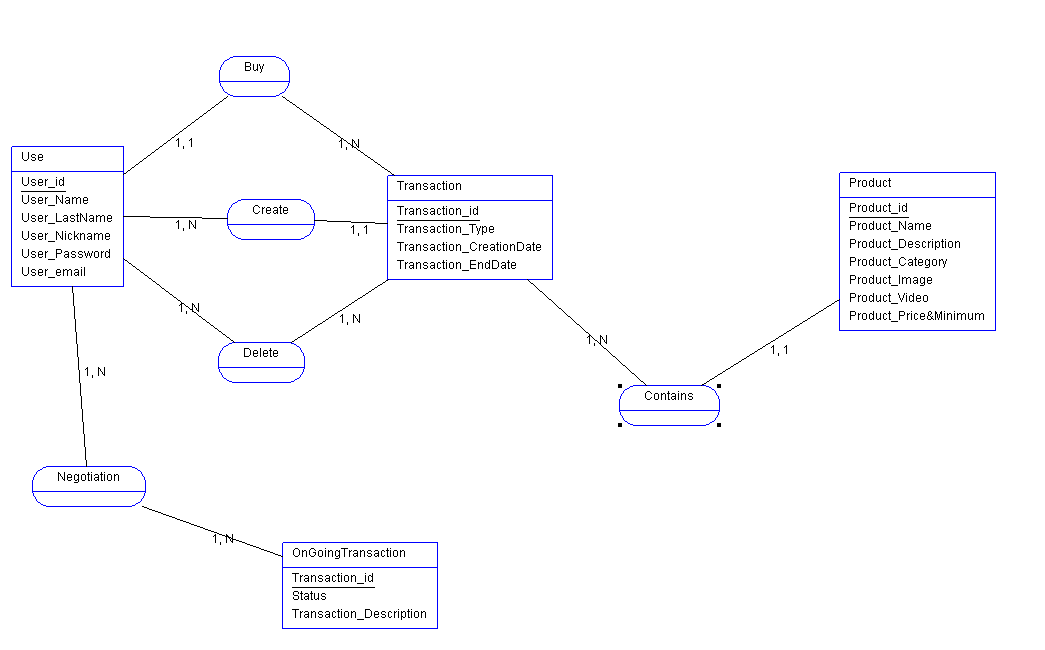 Buy
1, 1
1, N
Use
User_id
User_Name
User_LastName
User_Nickname
User_Password
User_email
Create
1, N
1, 1
Transaction
Transaction_id
Transaction_Type
Transaction_CreationDate
Transaction_EndDate
Product
Product_id
Product_Name
Product_Description
Product_Category
Product_Image
Product_Video
Product_Price&Minimum
1, N
1, N
Delete
1, N
1, 1
Contains
1, N
Negotiation
1, N
OnGoingTransaction
Transaction_id
Status
Transaction_Description